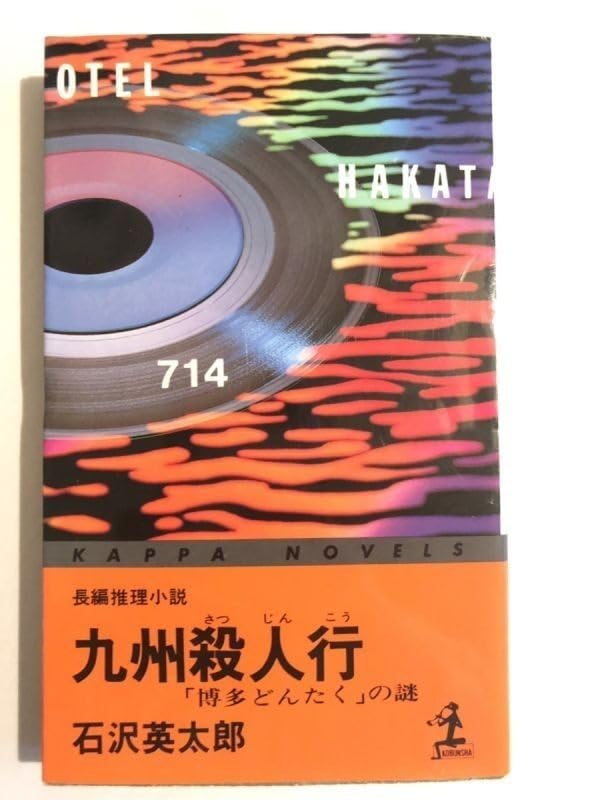 OTEL
HAKATA
714
KAPPA NOVELS
長編推理小説
さつ じん こう
九州殺人行
「博多どんたく」の謎
石沢英太郎
KOBUNSHA